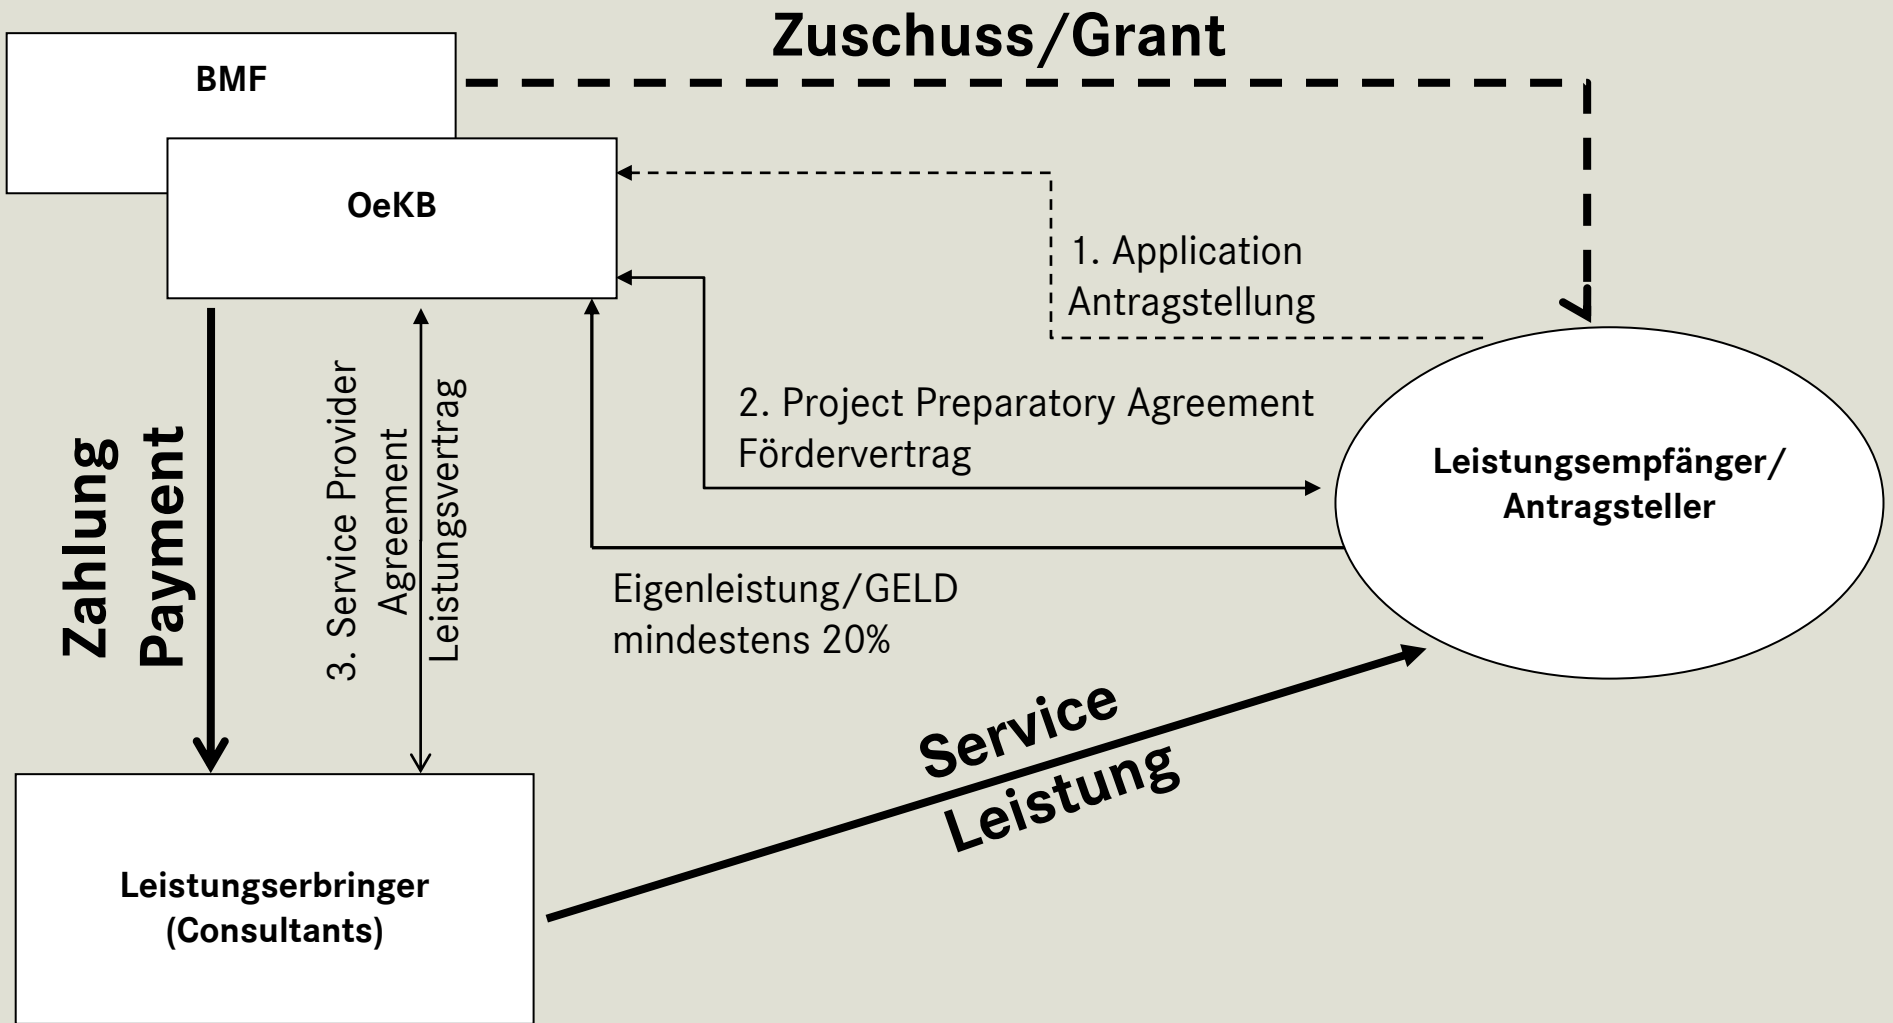 Zuschuss/Grant
BMF
OeKB
1. Application
Antragstellung
2. Project Preparatory Agreement
Fördervertrag
Leistungsempfänger/
Antragsteller
Zahlung
Payment
3. Service Provider
Agreement
Leistungsvertrag
Eigenleistung/GELD
mindestens 20%
Service
Leistung
Leistungserbringer
(Consultants)